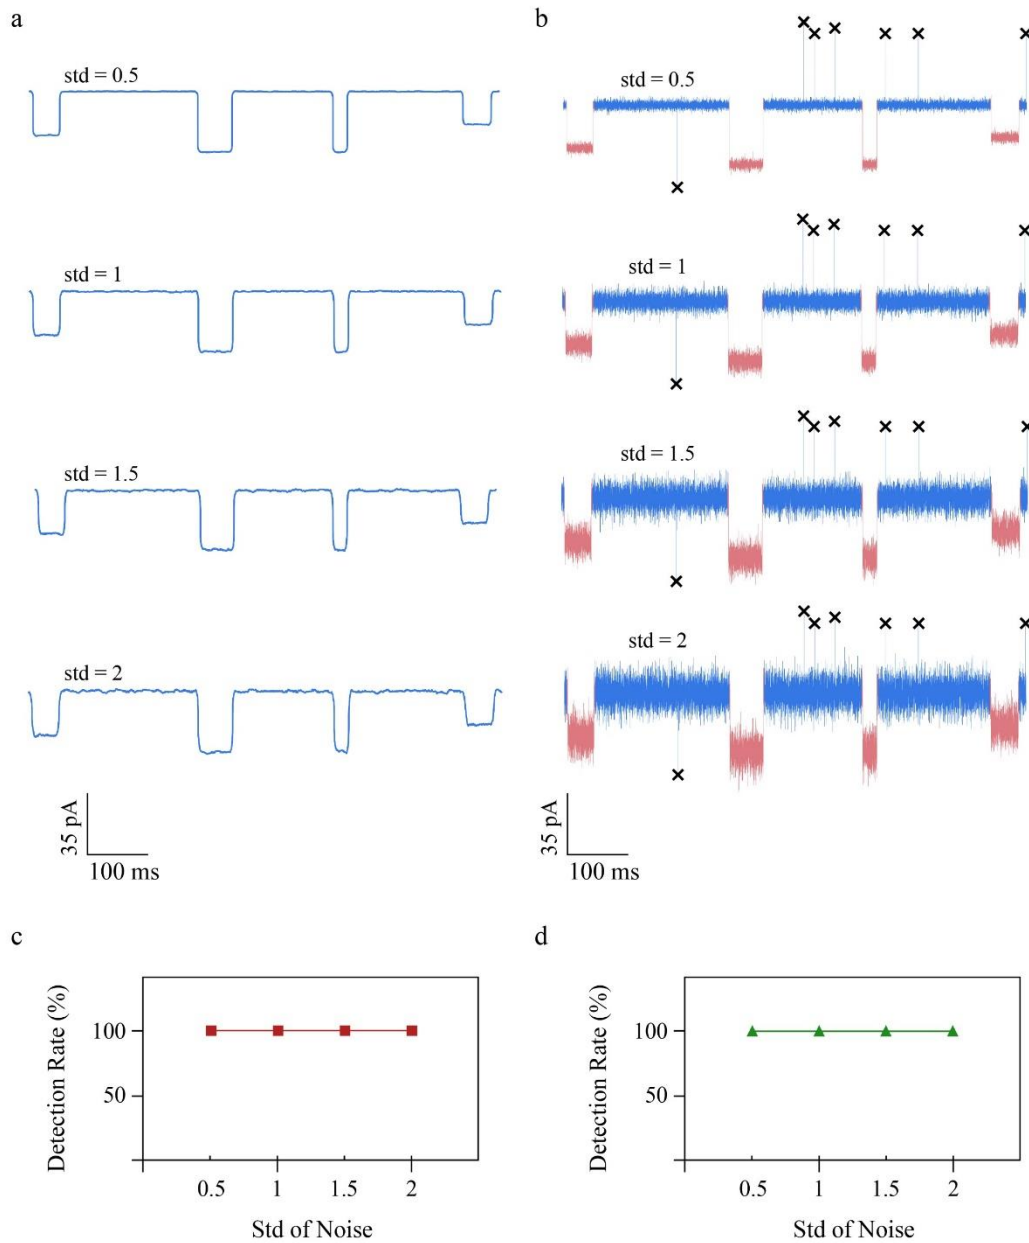 a
std = 0.5
std = 1
std = 1.5
std = 2
35 pA
100 ms
b
std = 0.5
std = 1
std = 1.5
std = 2
35 pA
100 ms
c
Detection Rate (%)
100
50
0.5 1 1.5 2
Std of Noise
d
Detection Rate (%)
100
50
0.5 1 1.5 2
Std of Noise